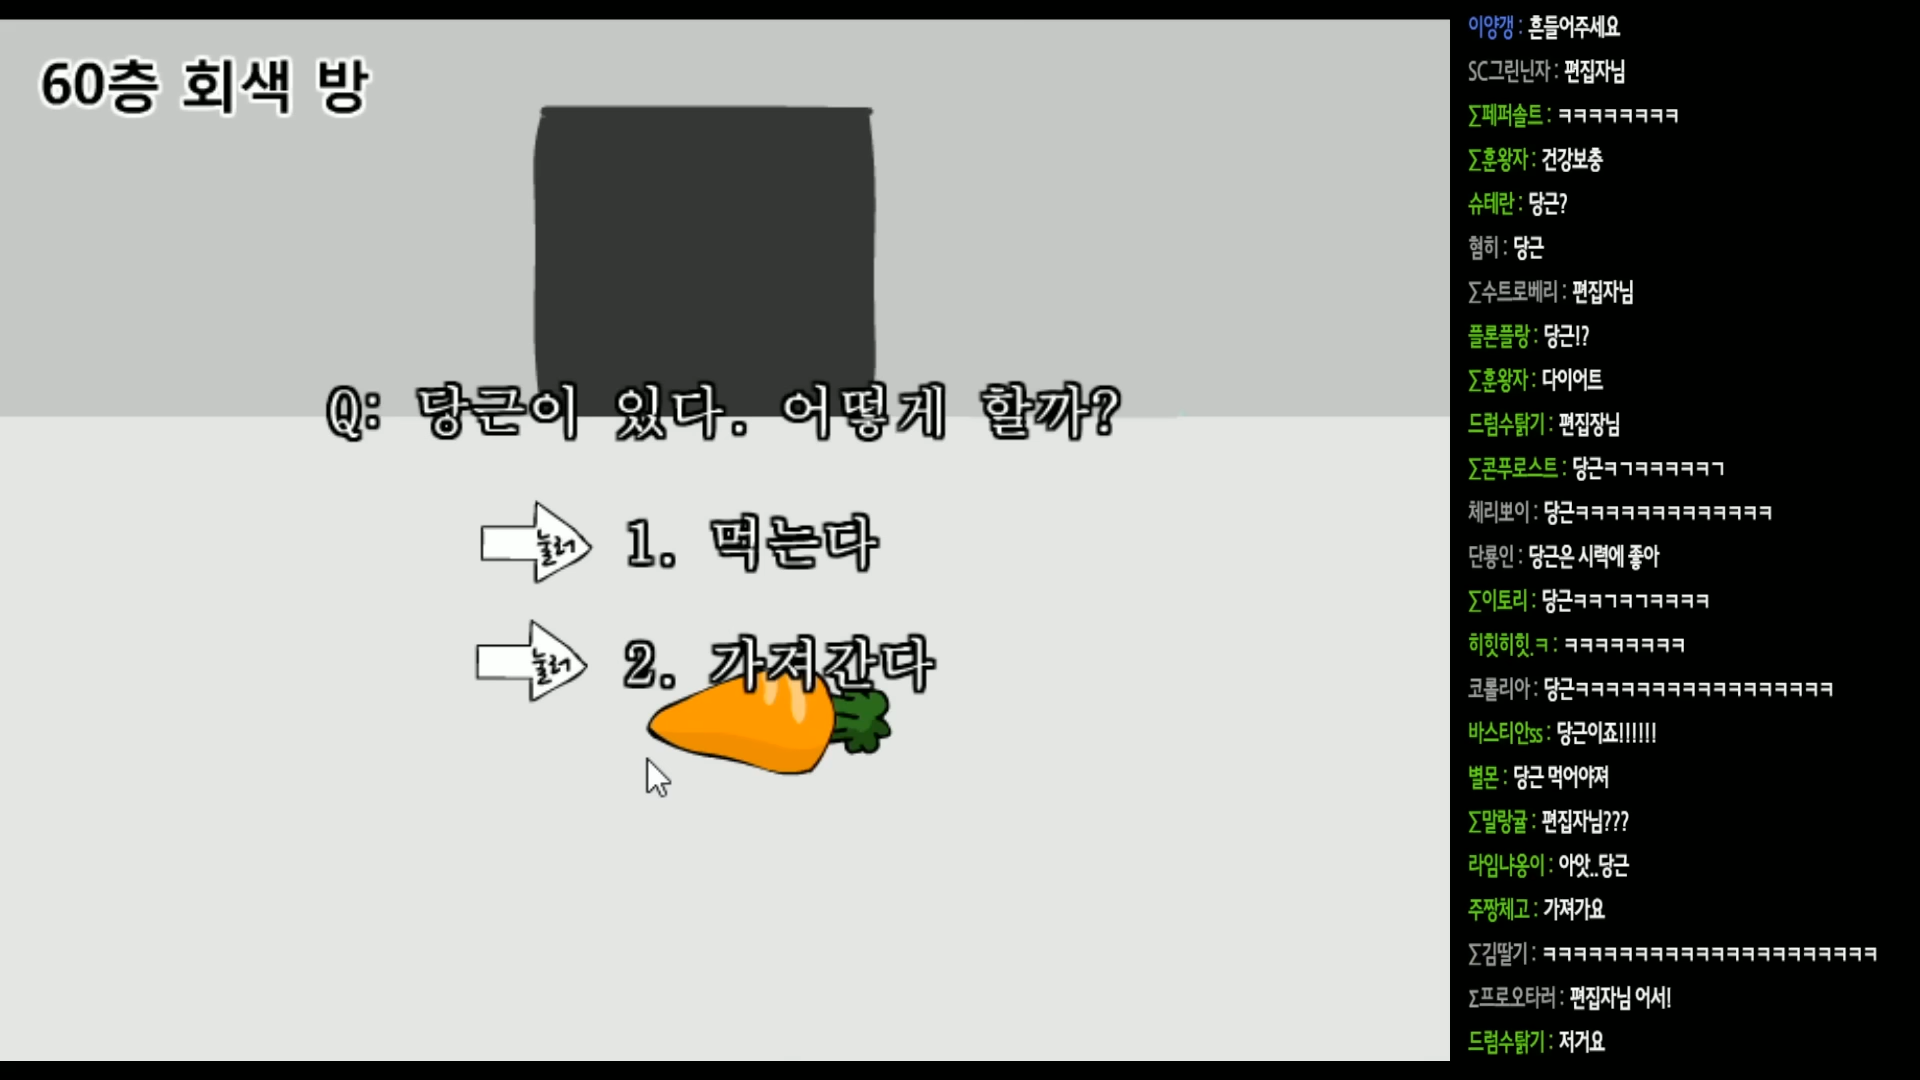 60층 회색 방
Q: 당근이 있다. 어떻게 할까?
눌러 1. 먹는다
눌러 2. 가져간다
이양갱 : 흔들어주세요
SC그린닌자 : 편집자님
∑페퍼솔트 : ㅋㅋㅋㅋㅋㅋㅋㅋ
∑훈왕자 : 건강보충
슈테란 : 당근?
혐히 : 당근
∑수트로베리 : 편집자님
플론플랑 : 당근!?
∑훈왕자 : 다이어트
드럼수탉기 : 편집장님
∑콘푸로스트 : 당근ㅋㄱㅋㅋㅋㅋㅋㄱ
체리뽀이 : 당근ㅋㅋㅋㅋㅋㅋㅋㅋㅋㅋㅋㅋㅋ
단룡인 : 당근은 시력에 좋아
∑이토리 : 당근ㅋㅋㄱㅋㄱㅋㅋㅋㅋ
히힛히힛.ㅋ : ㅋㅋㅋㅋㅋㅋㅋㅋ
코롤리아 : 당근ㅋㅋㅋㅋㅋㅋㅋㅋㅋㅋㅋㅋㅋㅋㅋㅋㅋ
바스티안ss : 당근이죠!!!!!!
별몬 : 당근 먹어야져
∑말랑귤 : 편집자님???
라임냐옹이 : 아앗..당근
주짱체고 : 가져가요
∑김딸기 : ㅋㅋㅋㅋㅋㅋㅋㅋㅋㅋㅋㅋㅋㅋㅋㅋㅋㅋㅋㅋㅋㅋ
∑프로오타러 : 편집자님 어서!
드럼수탉기 : 저거요